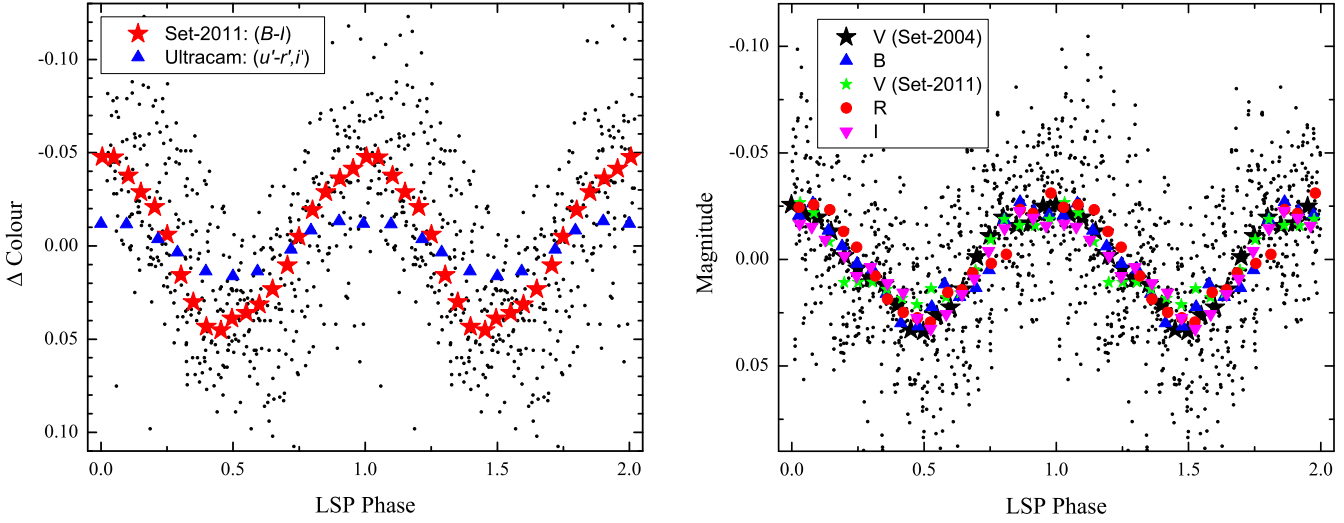 Set-2011: (B-I)
Ultracam: (u'-r',i')
-0.10
-0.05
0.00
0.05
0.10
Δ Colour
0.0
0.5
1.0
1.5
2.0
LSP Phase
V (Set-2004)
B
V (Set-2011)
R
I
-0.10
-0.05
0.00
0.05
Magnitude
0.0
0.5
1.0
1.5
2.0
LSP Phase